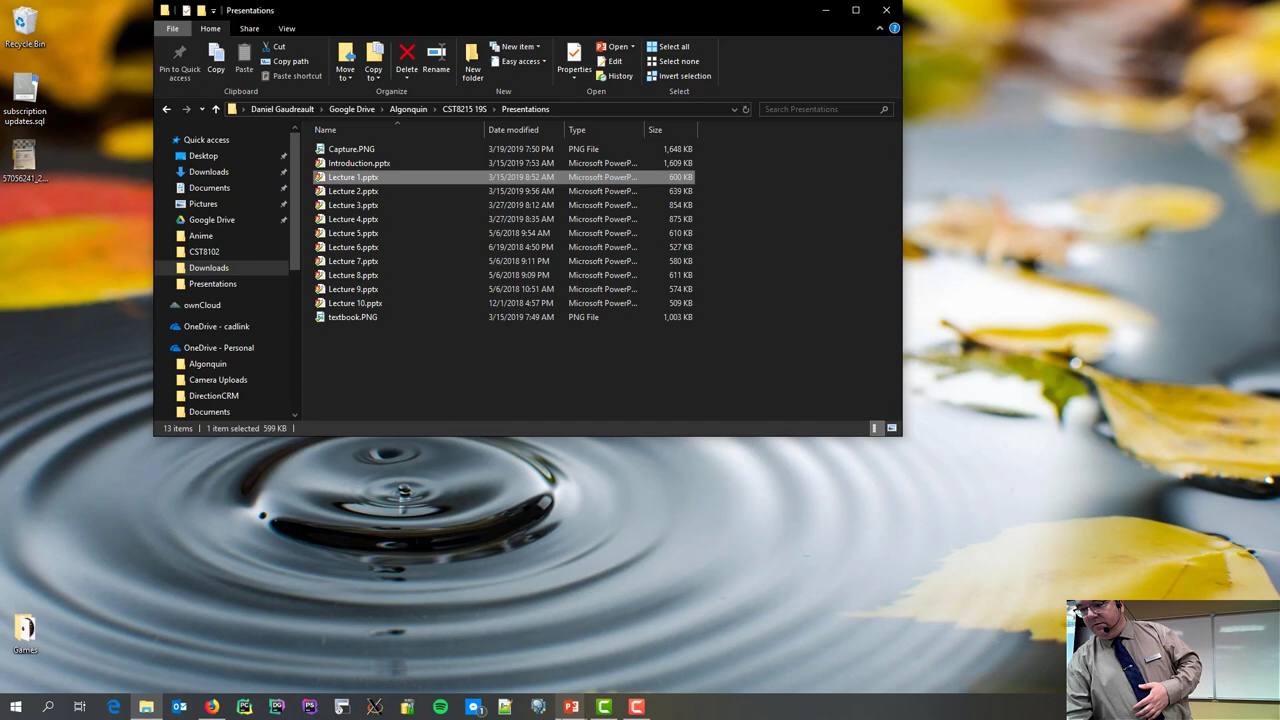 Presentations
File Home Share View
Recycle Bin
subscription
updates.sql
57056241_2...
Games
Pin to Quick
access
Copy
Paste
Cut
Copy path
Paste shortcut
Clipboard
Move
to
Copy
to
Delete
Rename
Organize
New
folder
New item
Easy access
New
Properties
Open
Edit
History
Open
Select all
Select none
Invert selection
Select
Daniel Gaudreault > Google Drive > Algonquin > CST8215 19S > Presentations
Search Presentations
Quick access
Desktop
Downloads
Documents
Pictures
Google Drive
Anime
CST8102
Downloads
Presentations
ownCloud
OneDrive - cadlink
OneDrive - Personal
Algonquin
Camera Uploads
DirectionCRM
Documents
Name Date modified Type Size
Capture.PNG 3/19/2019 7:50 PM PNG File 1,648 KB
Introduction.pptx 3/15/2019 7:53 AM Microsoft PowerP... 1,609 KB
Lecture 1.pptx 3/15/2019 8:52 AM Microsoft PowerP... 600 KB
Lecture 2.pptx 3/15/2019 9:56 AM Microsoft PowerP... 639 KB
Lecture 3.pptx 3/27/2019 8:12 AM Microsoft PowerP... 854 KB
Lecture 4.pptx 3/27/2019 8:35 AM Microsoft PowerP... 875 KB
Lecture 5.pptx 5/6/2018 9:54 AM Microsoft PowerP... 610 KB
Lecture 6.pptx 6/19/2018 4:50 PM Microsoft PowerP... 527 KB
Lecture 7.pptx 5/6/2018 9:11 PM Microsoft PowerP... 580 KB
Lecture 8.pptx 5/6/2018 9:09 PM Microsoft PowerP... 611 KB
Lecture 9.pptx 5/6/2018 10:51 AM Microsoft PowerP... 574 KB
Lecture 10.pptx 12/1/2018 4:57 PM Microsoft PowerP... 509 KB
textbook.PNG 3/15/2019 7:49 AM PNG File 1,003 KB
13 items 1 item selected 599 KB